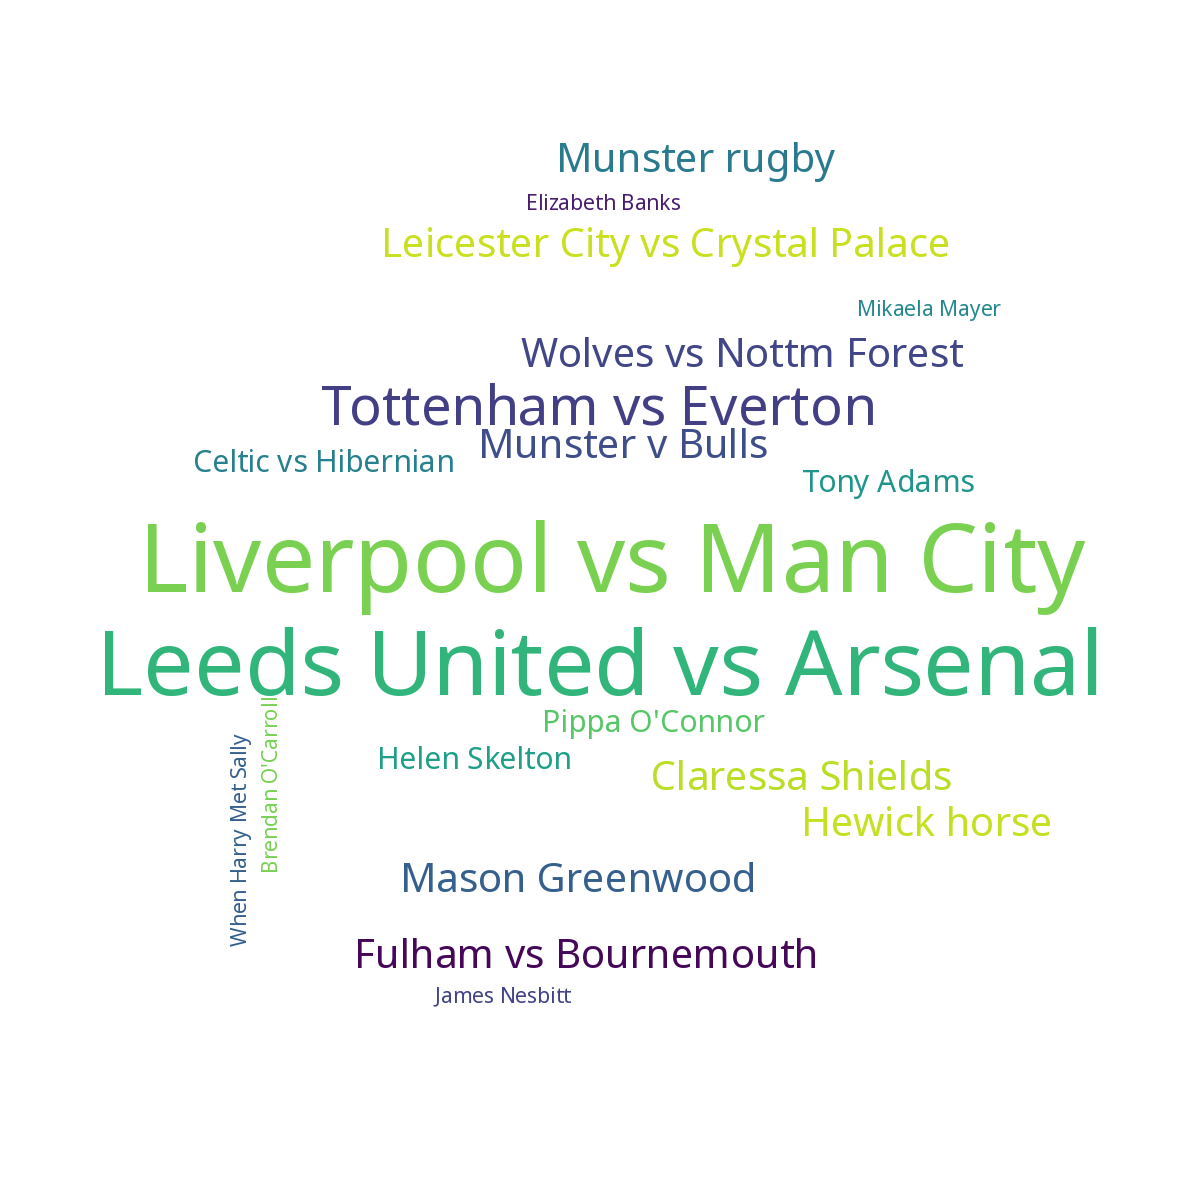 Munster rugby
Elizabeth Banks
Leicester City vs Crystal Palace
Mikaela Mayer
Wolves vs Nottm Forest
Tottenham vs Everton
Munster v Bulls
Celtic vs Hibernian
Tony Adams
Liverpool vs Man City
Leeds United vs Arsenal
Pippa O'Connor
Helen Skelton
Claressa Shields
Hewick horse
When Harry Met Sally
Brendan O'Carroll
Mason Greenwood
Fulham vs Bournemouth
James Nesbitt